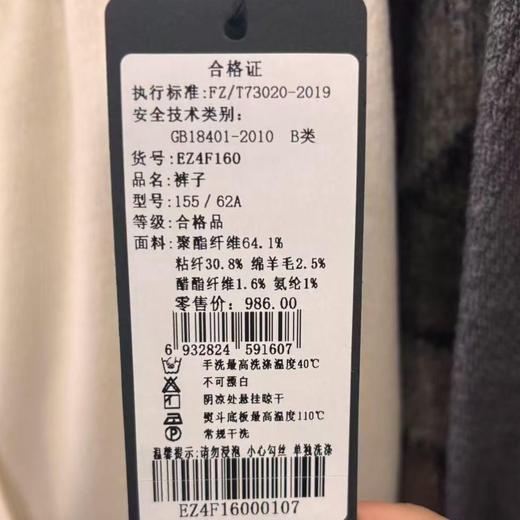 合格证
执行标准:FZ/T73020-2019
安全技术类别:
GB18401-2010 B类
货号:EZ4F160
品名:裤子
型号:155/62A
等级:合格品
面料:聚酯纤维64.1%
粘纤30.8% 绵羊毛2.5%
醋酯纤维1.6% 氨纶1%
零售价:986.00
6 932824 591607
手洗最高洗涤温度40℃
不可漂白
阴凉处悬挂晾干
熨斗底板最高温度110℃
常规干洗
温馨提示:请勿浸泡 小心勾丝 单独洗涤
EZ4F16000107